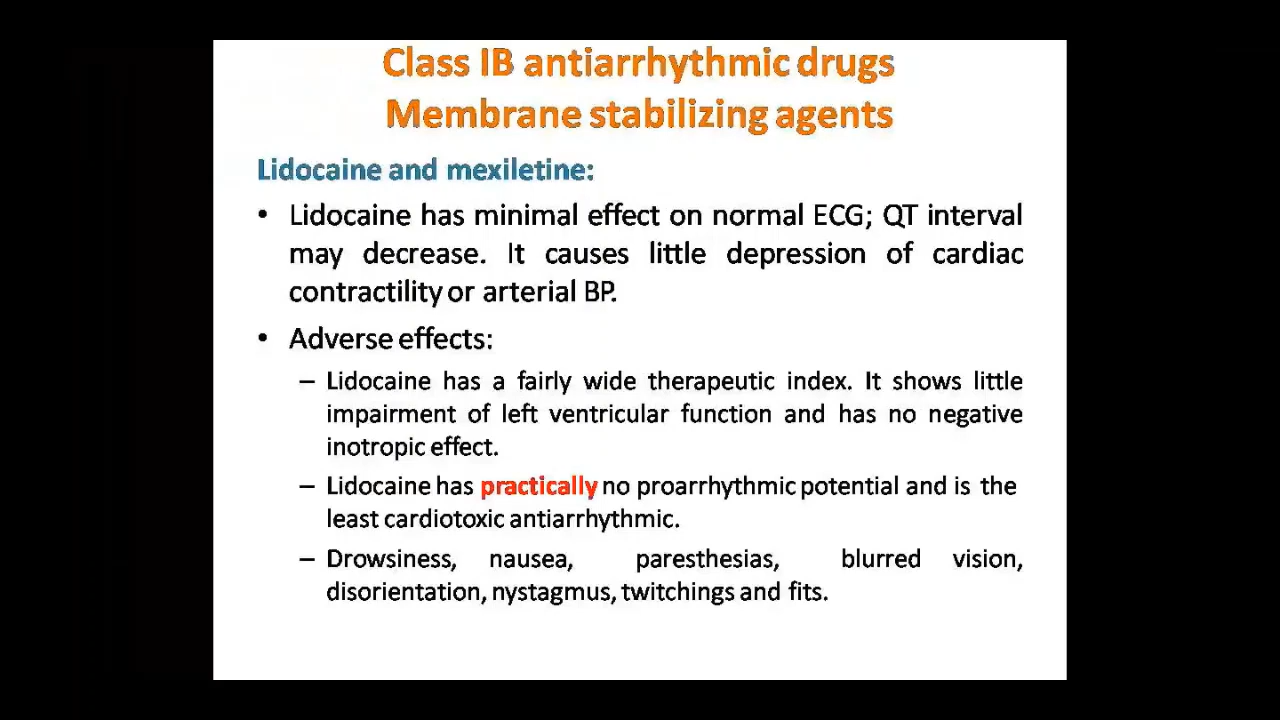 Class IB antiarrhythmic drugs
Membrane stabilizing agents
Lidocaine and mexiletine:
• Lidocaine has minimal effect on normal ECG; QT interval
may decrease. It causes little depression of cardiac
contractility or arterial BP.
• Adverse effects:
– Lidocaine has a fairly wide therapeutic index. It shows little
impairment of left ventricular function and has no negative
inotropic effect.
– Lidocaine has practically no proarrhythmic potential and is the
least cardiotoxic antiarrhythmic.
– Drowsiness, nausea, paresthesias, blurred vision,
disorientation, nystagmus, twitchings and fits.